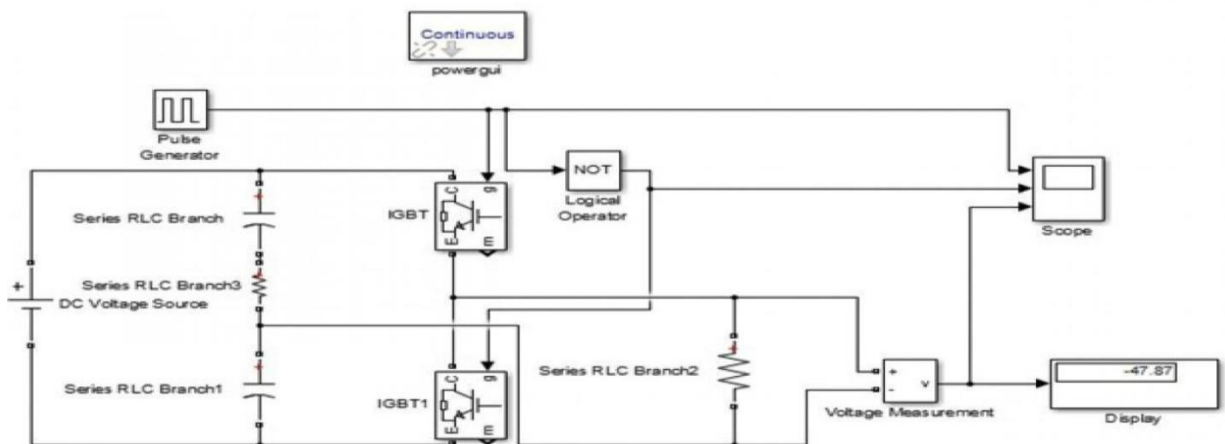 Continuous
powergui
Pulse
Generator
NOT
Logical
Operator
Scope
C
g
IGBT
E
m
Series RLC Branch
Series RLC Branch3
+
DC Voltage Source
Series RLC Branch1
C
g
IGBT1
E
m
Series RLC Branch2
+
v
-
Voltage Measurement
-47.87
Display